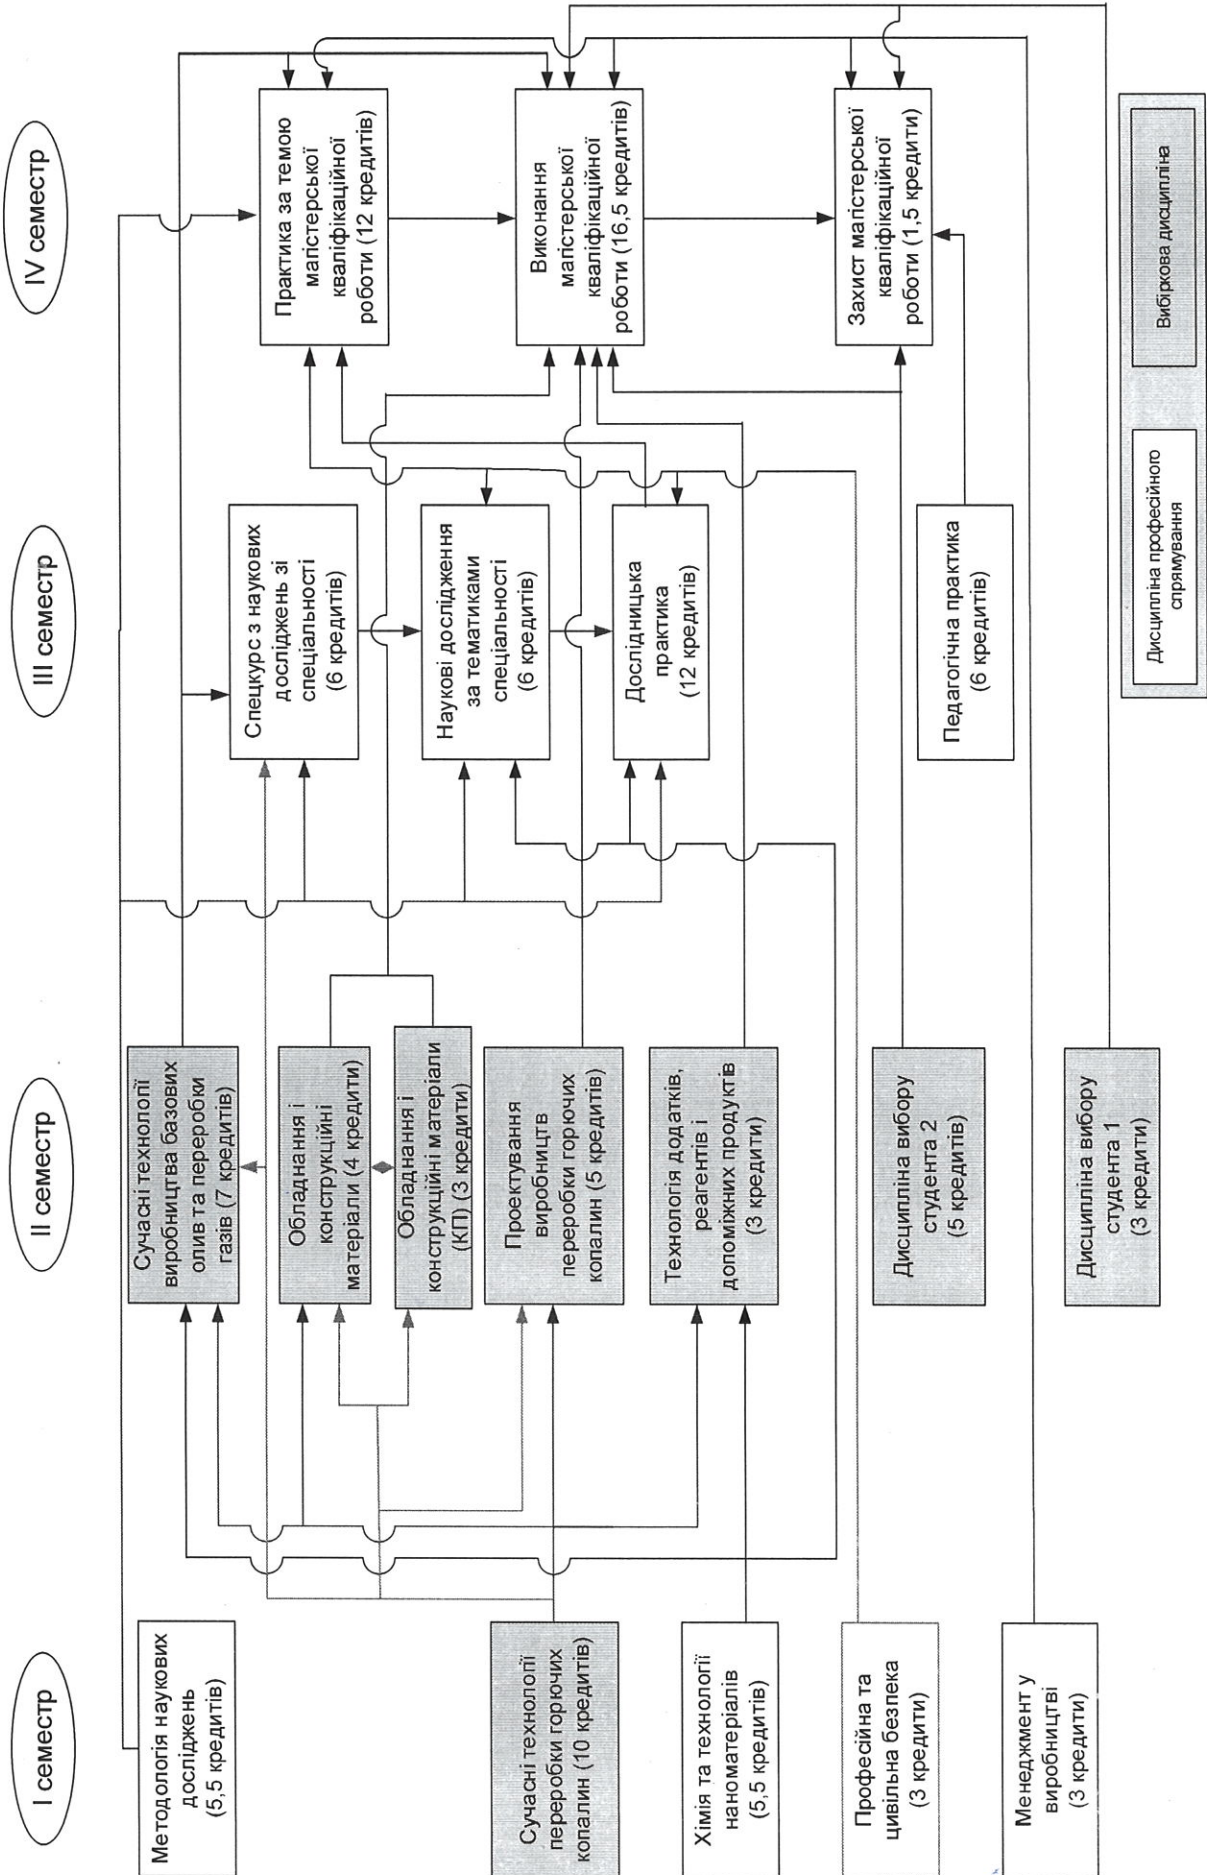 I семестр
Методологія наукових
досліджень
(5,5 кредитів)
Сучасні технології
переробки горючих
копалин (10 кредитів)
Хімія та технології
наноматеріалів
(5,5 кредитів)
Професійна та
цивільна безпека
(3 кредити)
Менеджмент у
виробництві
(3 кредити)
II семестр
Сучасні технології
виробництва базових
олив та переробки
газів (7 кредитів)
Обладнання і
конструкційні
матеріали (4 кредити)
Обладнання і
конструкційні матеріали
(КП) (3 кредити)
Проектування
виробництв
переробки горючих
копалин (5 кредитів)
Технологія додатків,
реагентів і
допоміжних продуктів
(3 кредити)
Дисципліна вибору
студента 2
(5 кредитів)
Дисципліна вибору
студента 1
(3 кредити)
III семестр
Спецкурс з наукових
досліджень зі
спеціальності
(6 кредитів)
Наукові дослідження
за тематиками
спеціальності
(6 кредитів)
Дослідницька
практика
(12 кредитів)
Педагогічна практика
(6 кредитів)
IV семестр
Практика за темою
магістерської
кваліфікаційної
роботи (12 кредитів)
Виконання
магістерської
кваліфікаційної
роботи (16,5 кредитів)
Захист магістерської
кваліфікаційної
роботи (1,5 кредити)
Дисципліна професійного
спрямування
Вибіркова дисципліна